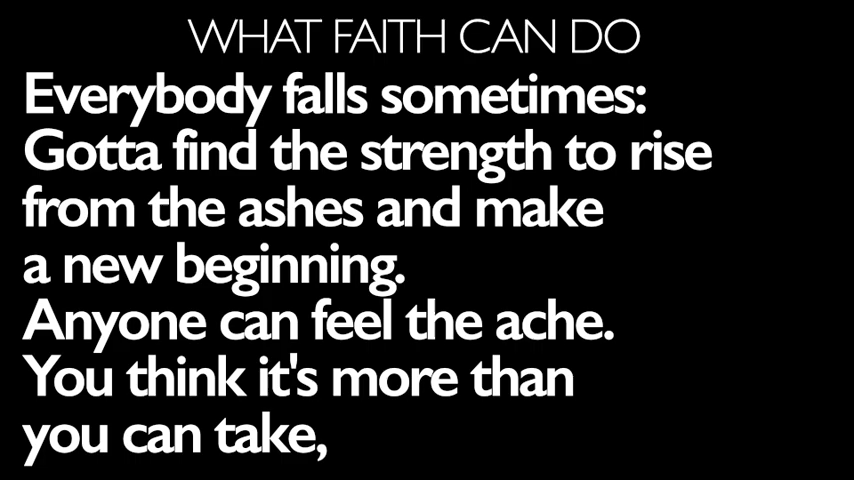 WHAT FAITH CAN DO
Everybody falls sometimes:
Gotta find the strength to rise
from the ashes and make
a new beginning.
Anyone can feel the ache.
You think it's more than
you can take,